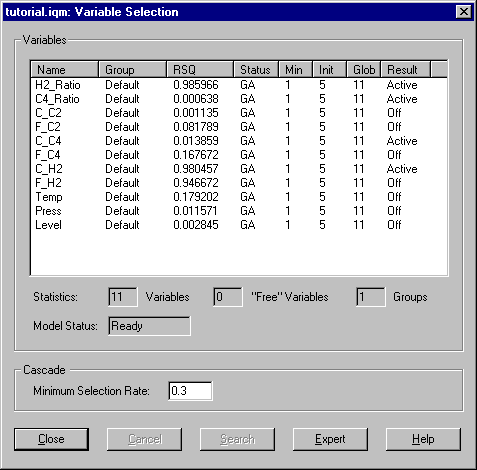 tutorial.iqm: Variable Selection
Variables
Name Group RSQ Status Min Init Glob Result
H2_Ratio Default 0.985966 GA 1 5 11 Active
C4_Ratio Default 0.000638 GA 1 5 11 Active
C_C2 Default 0.001135 GA 1 5 11 Off
F_C2 Default 0.081789 GA 1 5 11 Off
C_C4 Default 0.013859 GA 1 5 11 Active
F_C4 Default 0.167672 GA 1 5 11 Off
C_H2 Default 0.980457 GA 1 5 11 Active
F_H2 Default 0.946672 GA 1 5 11 Off
Temp Default 0.179202 GA 1 5 11 Off
Press Default 0.011571 GA 1 5 11 Off
Level Default 0.002845 GA 1 5 11 Off
Statistics: 11 Variables 0 "Free" Variables 1 Groups
Model Status: Ready
Cascade
Minimum Selection Rate: 0.3
Close Cancel Search Expert Help